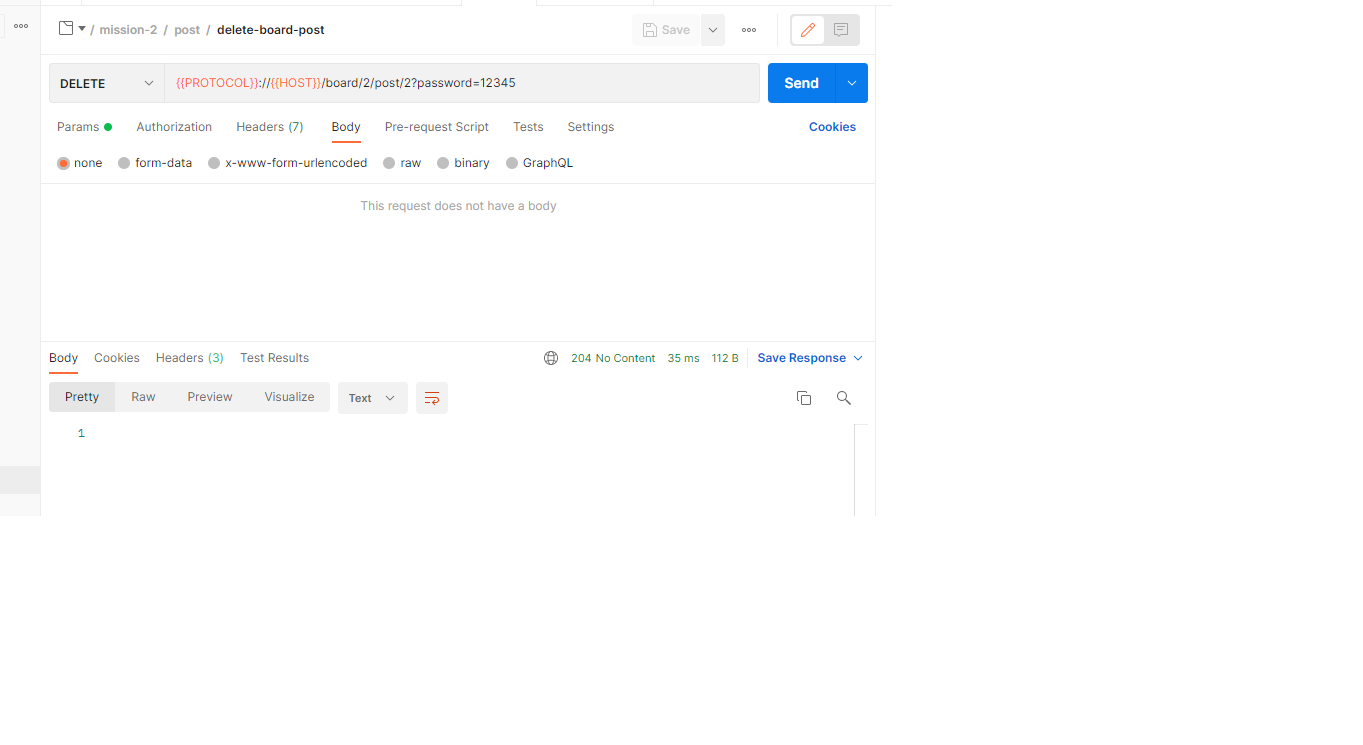 / mission-2 / post / delete-board-post
Save
DELETE
{{PROTOCOL}}://{{HOST}}/board/2/post/2?password=12345
Send
Params Authorization Headers (7) Body Pre-request Script Tests Settings Cookies
none form-data x-www-form-urlencoded raw binary GraphQL
This request does not have a body
Body Cookies Headers (3) Test Results 204 No Content 35 ms 112 B Save Response
Pretty Raw Preview Visualize Text
1